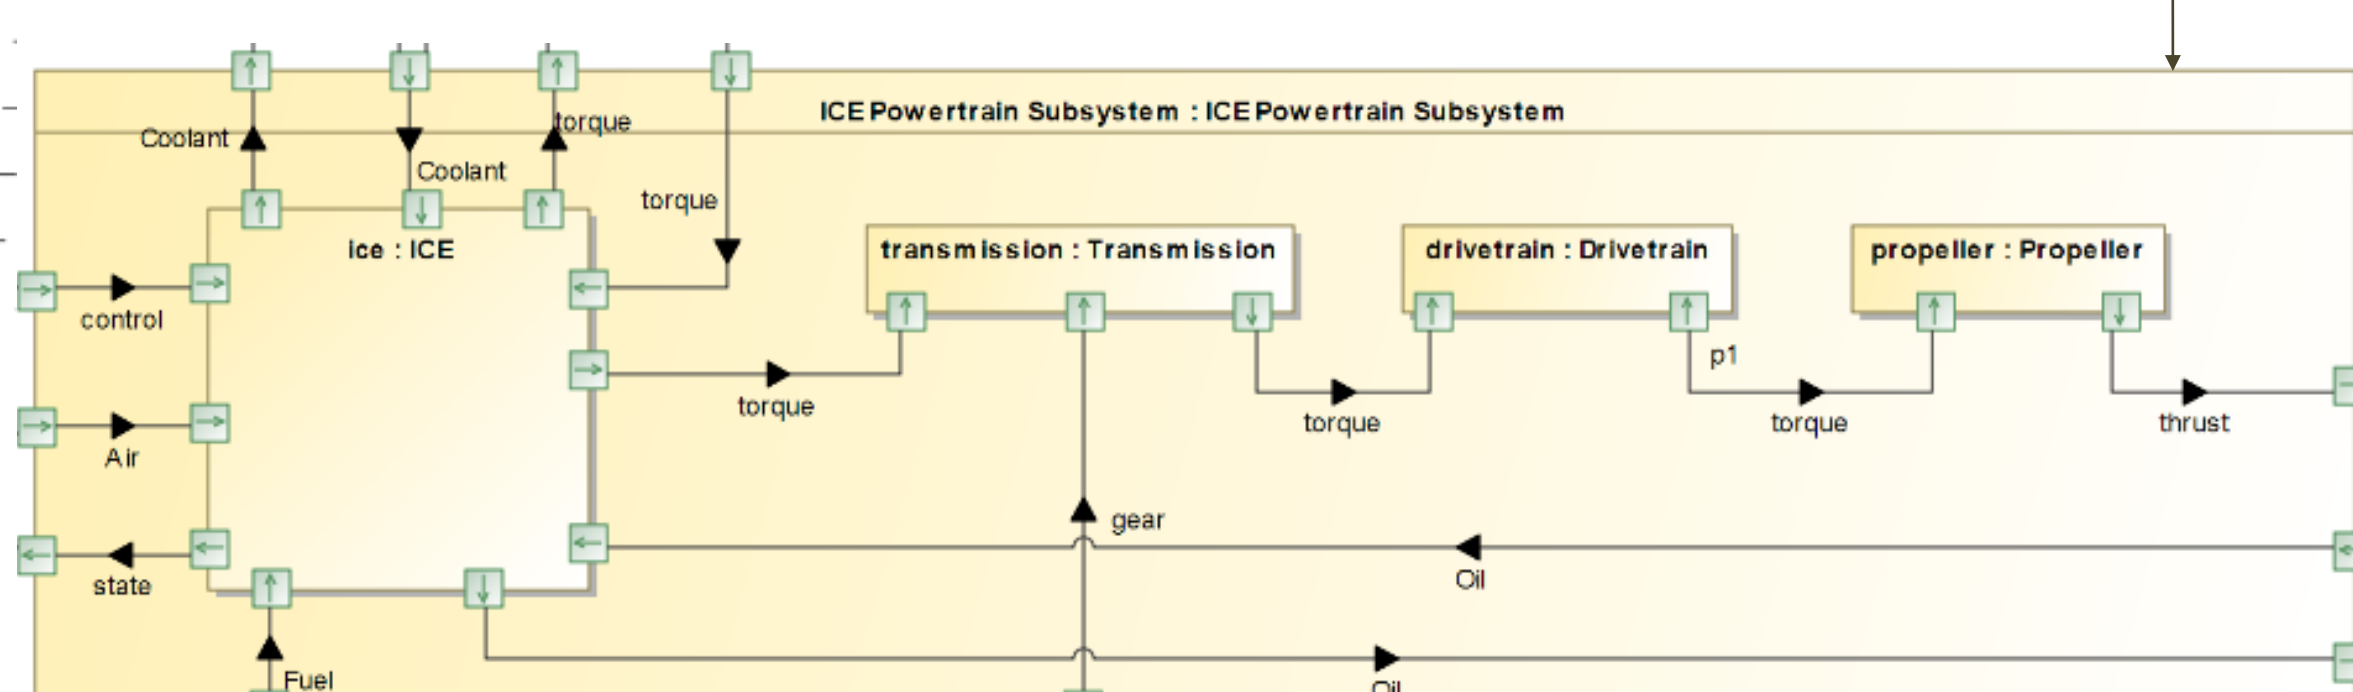 ICE Powertrain Subsystem : ICE Powertrain Subsystem
torque
Coolant
Coolant
torque
ice : ICE
transmission : Transmission
drivetrain : Drivetrain
propeller : Propeller
control
p1
torque
torque
torque
thrust
Air
gear
Oil
state
Fuel
Oil